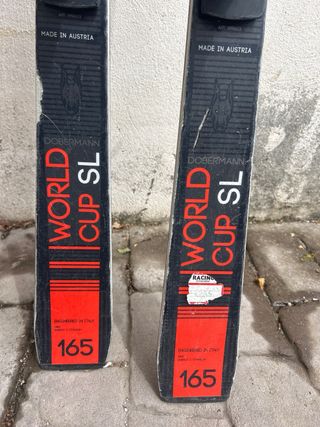 MADE IN AUSTRIA
DOBERMANN
WORLD
CUP SL
ENGINEERED IN ITALY
165
MADE IN AUSTRIA
DOBERMANN
WORLD
CUP SL
RACING
ENGINEERED IN ITALY
165